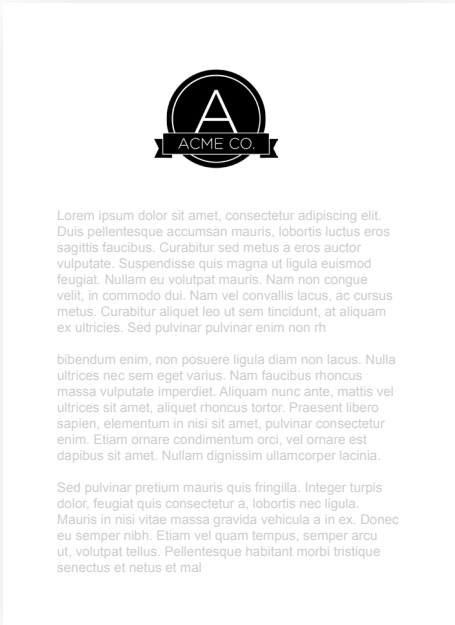 A
ACME CO.
Lorem ipsum dolor sit amet, consectetur adipiscing elit.
Duis pellentesque accumsan mauris, lobortis luctus eros
sagittis faucibus. Curabitur sed metus a eros auctor
vulputate. Suspendisse quis magna ut ligula euismod
feugiat. Nullam eu volutpat mauris. Nam non congue
velit, in commodo dui. Nam vel convallis lacus, ac cursus
metus. Curabitur aliquet leo ut sem tincidunt, at aliquam
ex ultricies. Sed pulvinar pulvinar enim non rh
bibendum enim, non posuere ligula diam non lacus. Nulla
ultrices nec sem eget varius. Nam faucibus rhoncus
massa vulputate imperdiet. Aliquam nunc ante, mattis vel
ultrices sit amet, aliquet rhoncus tortor. Praesent libero
sapien, elementum in nisi sit amet, pulvinar consectetur
enim. Etiam ornare condimentum orci, vel ornare est
dapibus sit amet. Nullam dignissim ullamcorper lacinia.
Sed pulvinar pretium mauris quis fringilla. Integer turpis
dolor, feugiat quis consectetur a, lobortis nec ligula.
Mauris in nisi vitae massa gravida vehicula a in ex. Donec
eu semper nibh. Etiam vel quam tempus, semper arcu
ut, volutpat tellus. Pellentesque habitant morbi tristique
senectus et netus et mal